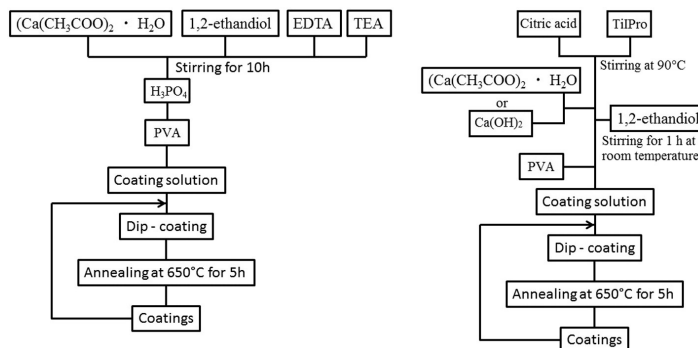 (Ca(CH₃COO)₂ · H₂O
1,2-ethandiol
EDTA
TEA
Stirring for 10h
H₃PO₄
PVA
Coating solution
Dip - coating
Annealing at 650°C for 5h
Coatings
Citric acid
TilPro
Stirring at 90°C
(Ca(CH₃COO)₂ · H₂O
or
Ca(OH)₂
1,2-ethandiol
Stirring for 1 h at
room temperature
PVA
Coating solution
Dip - coating
Annealing at 650°C for 5h
Coatings